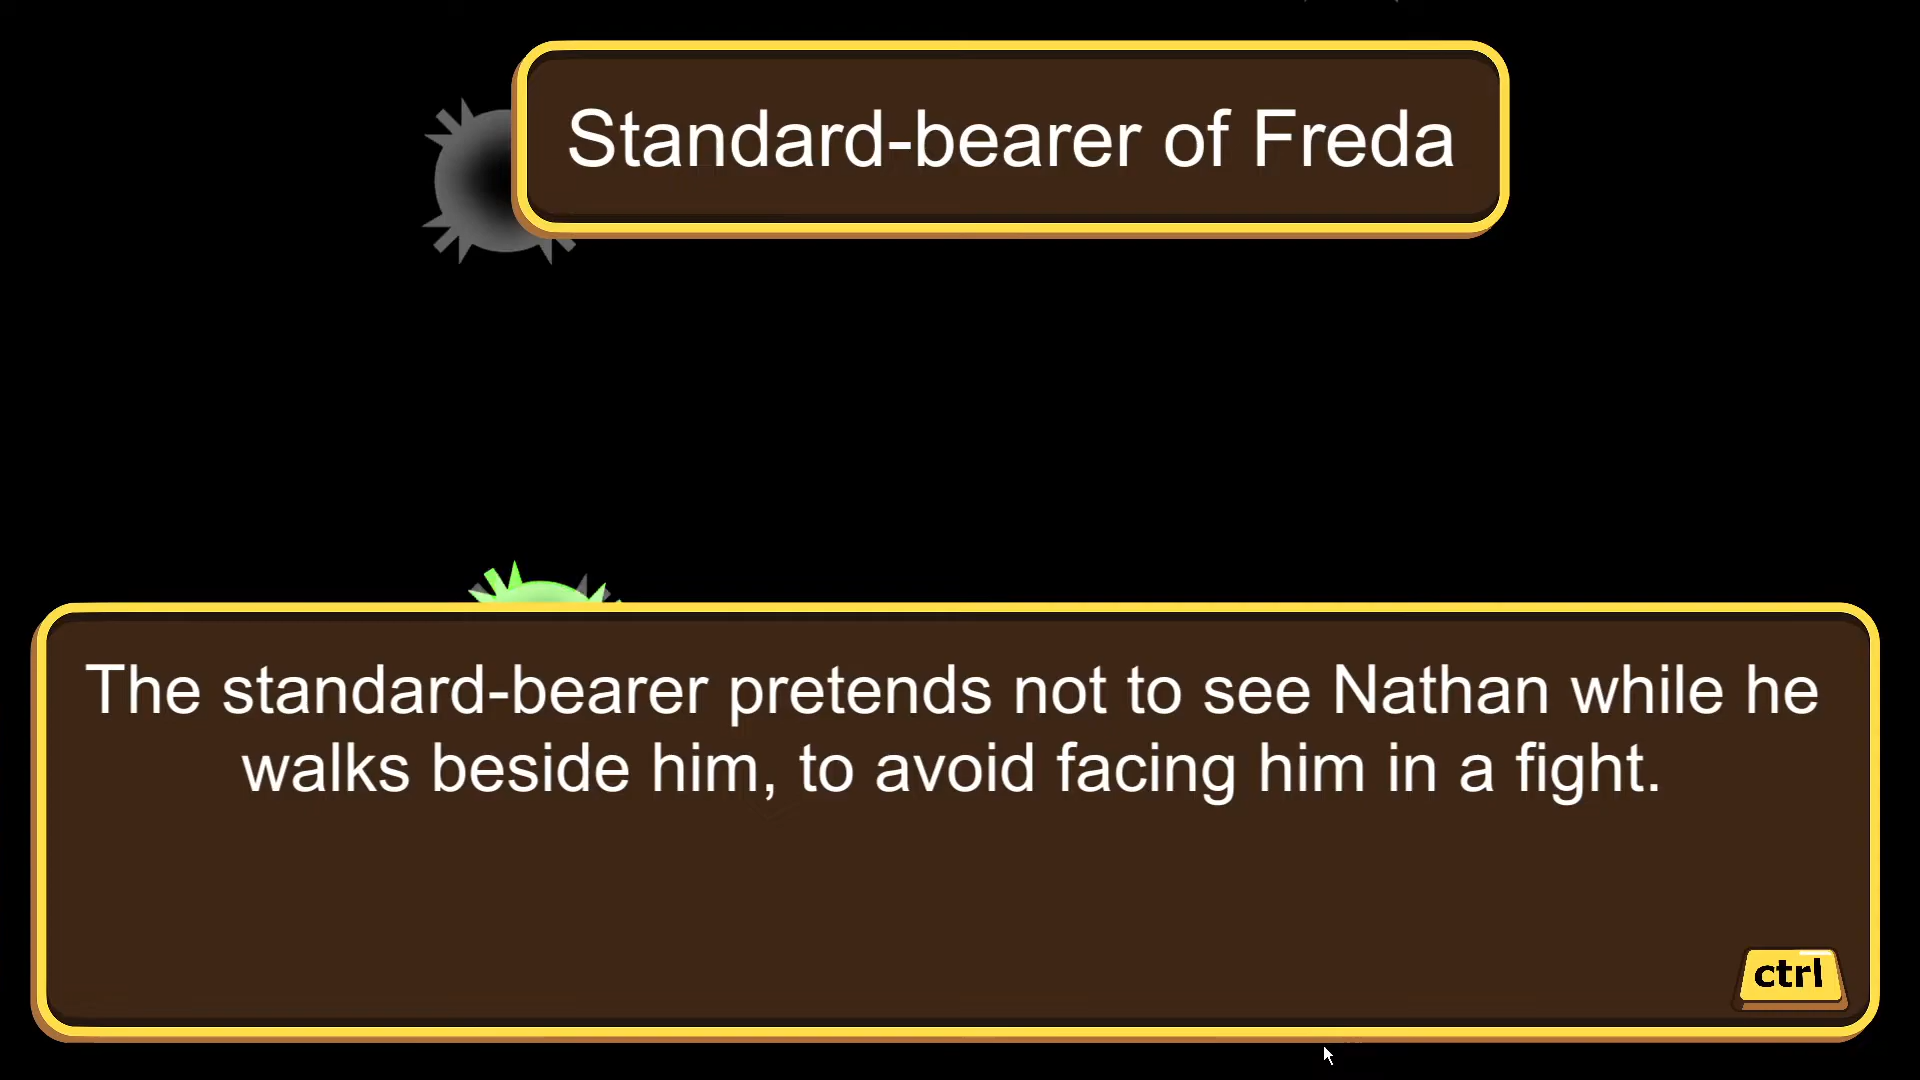 Standard-bearer of Freda
The standard-bearer pretends not to see Nathan while he
walks beside him, to avoid facing him in a fight.
ctrl